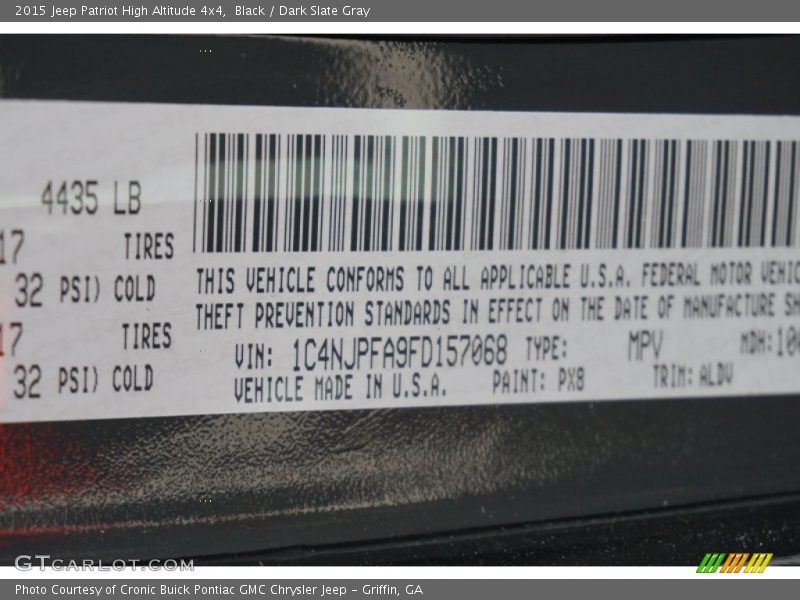 2015 Jeep Patriot High Altitude 4x4,  Black / Dark Slate Gray
4435 LB
17 TIRES
32 PSI) COLD
17 TIRES
32 PSI) COLD
THIS VEHICLE CONFORMS TO ALL APPLICABLE U.S.A. FEDERAL MOTOR VEHIC
THEFT PREVENTION STANDARDS IN EFFECT ON THE DATE OF MANUFACTURE SH
VIN: 1C4NJPFA9FD157068 TYPE: MPV MDH: 10
VEHICLE MADE IN U.S.A. PAINT: PX8 TRIM: ALDV
GTCARLOT.COM
Photo Courtesy of Cronic Buick Pontiac GMC Chrysler Jeep - Griffin, GA